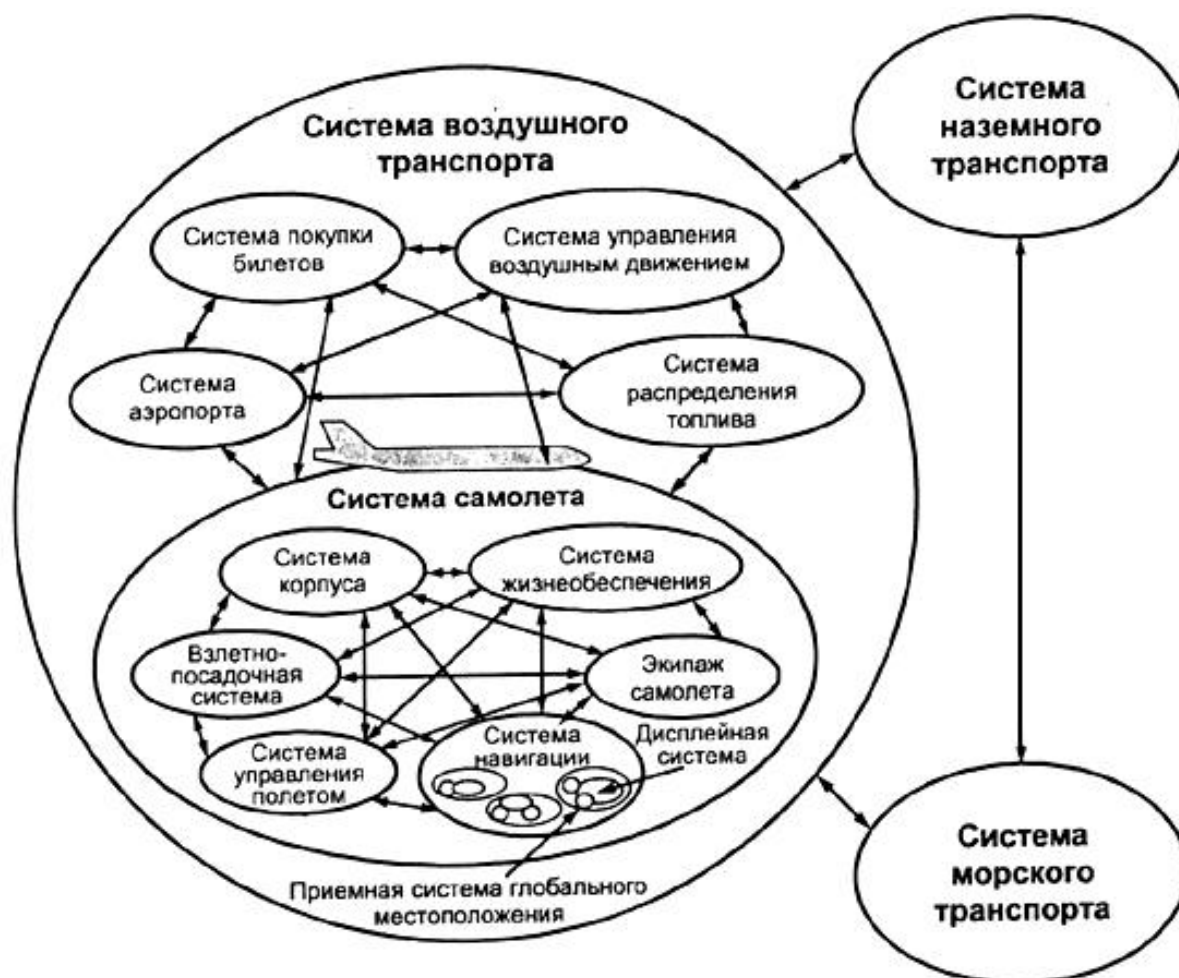 Система
наземного
транспорта
Система воздушного
транспорта
Система покупки
билетов
Система управления
воздушным движением
Система
аэропорта
Система
распределения
топлива
Система самолета
Система
корпуса
Система
жизнеобеспечения
Взлетно-
посадочная
система
Экипаж
самолета
Система
управления
полетом
Система
навигации
Дисплейная
система
Приемная система глобального
местоположения
Система
морского
транспорта